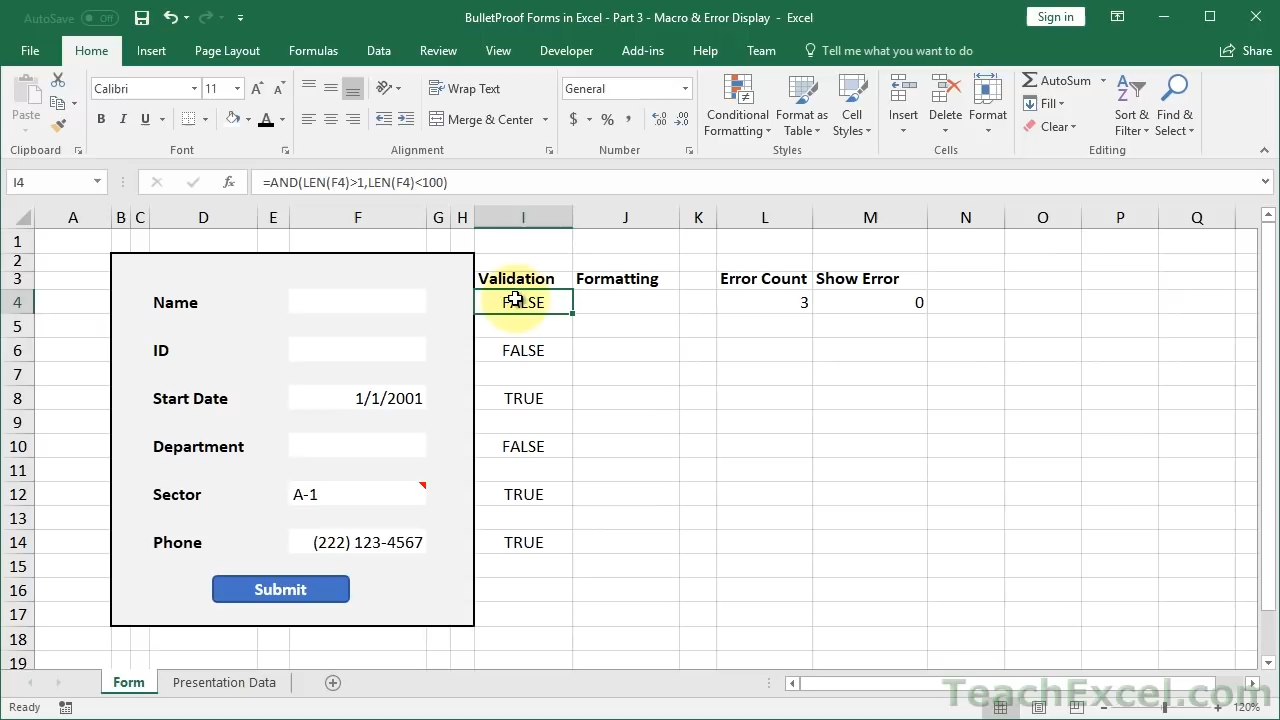 AutoSave Off BulletProof Forms in Excel - Part 3 - Macro & Error Display - Excel Sign in
File Home Insert Page Layout Formulas Data Review View Developer Add-ins Help Team Tell me what you want to do Share
Paste Calibri 11 A A Wrap Text General Conditional Formatting Format as Table Cell Styles Insert Delete Format AutoSum Sort & Filter Find & Select
B I U A Merge & Center $ % , Fill Clear
Clipboard Font Alignment Number Styles Cells Editing
I4 fx =AND(LEN(F4)>1,LEN(F4)<100)
A B C D E F G H I J K L M N O P Q
1
2
3 Validation Formatting Error Count Show Error
4 Name FALSE 3 0
5
6 ID FALSE
7
8 Start Date 1/1/2001 TRUE
9
10 Department FALSE
11
12 Sector A-1 TRUE
13
14 Phone (222) 123-4567 TRUE
15
16 Submit
17
18
19
Form Presentation Data
Ready 120%
TeachExcel.com